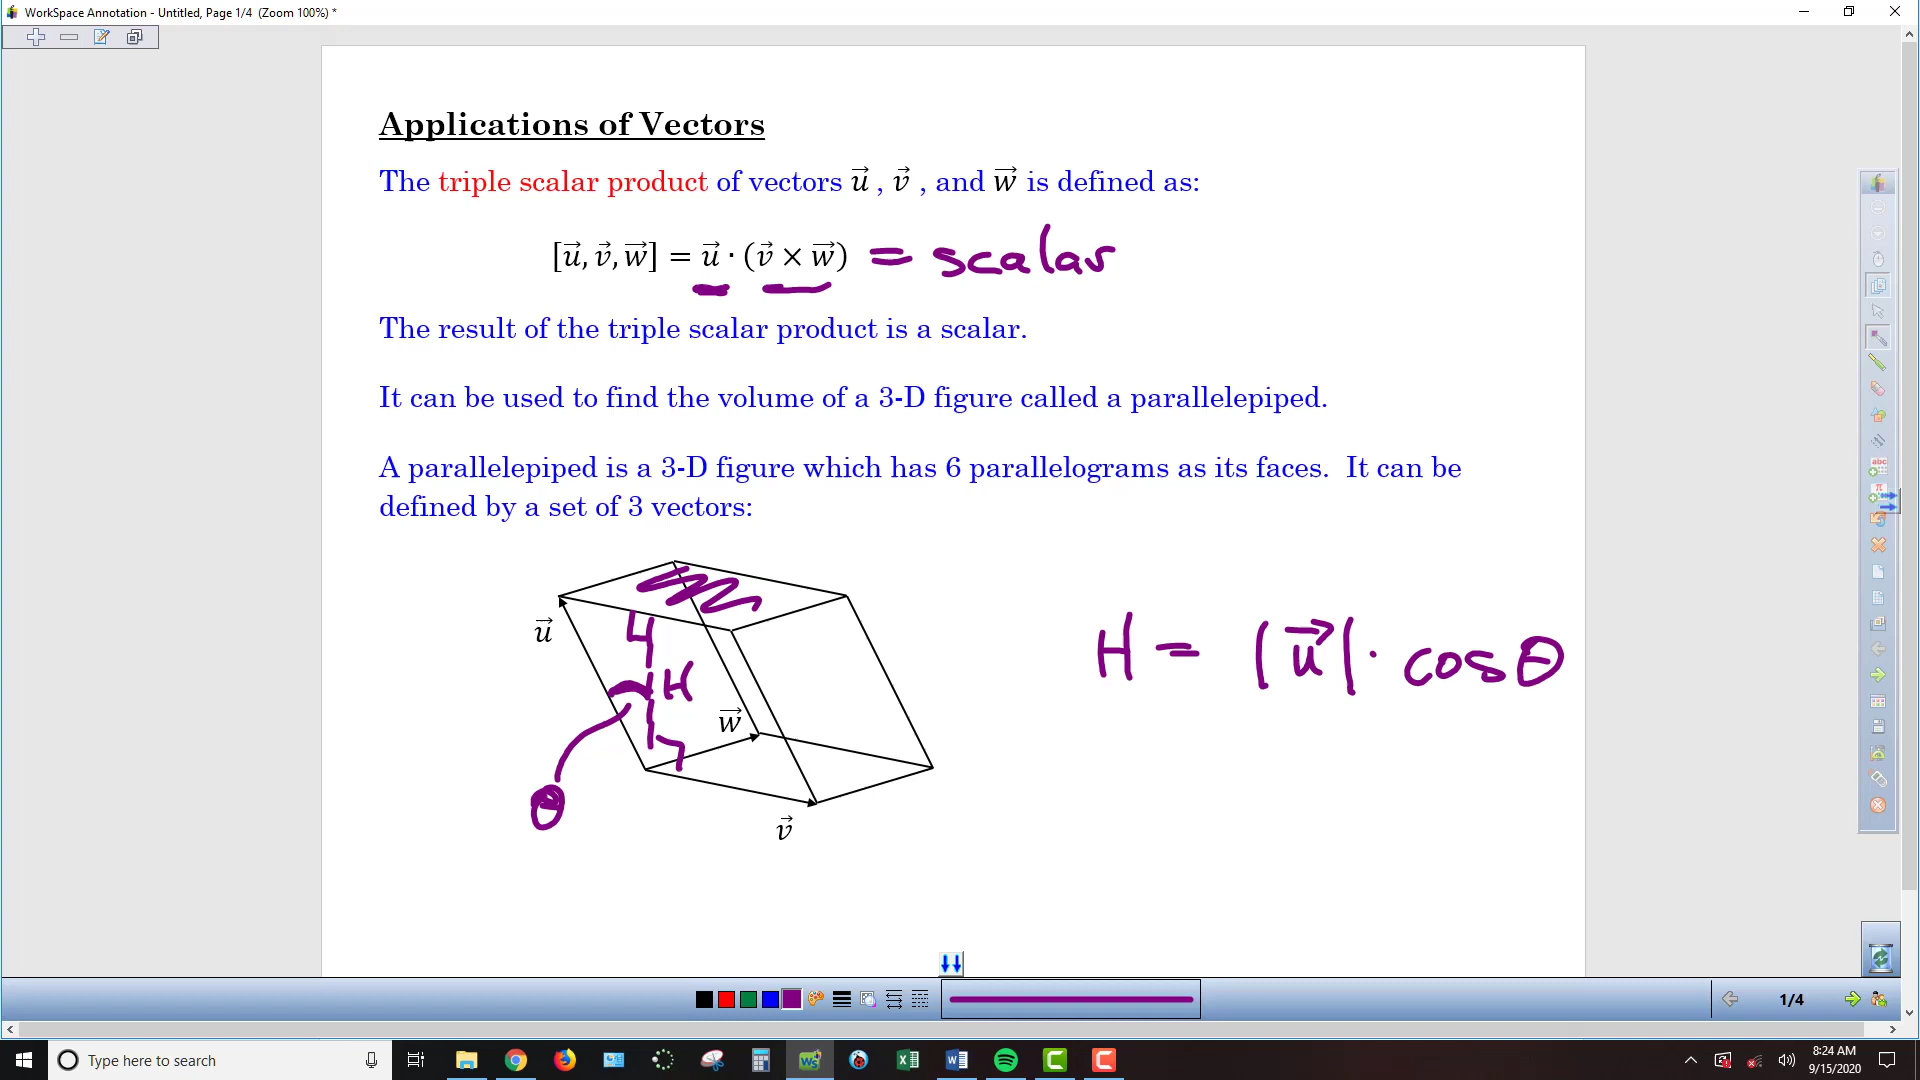 WorkSpace Annotation - Untitled, Page 1/4 (Zoom 100%) *
Applications of Vectors
The triple scalar product of vectors u⃗ , v⃗ , and w⃗ is defined as:
[u⃗, v⃗, w⃗] = u⃗ · (v⃗ × w⃗) = scalar
The result of the triple scalar product is a scalar.
It can be used to find the volume of a 3-D figure called a parallelepiped.
A parallelepiped is a 3-D figure which has 6 parallelograms as its faces. It can be
defined by a set of 3 vectors:
u⃗
H
w⃗
θ
v⃗
H = |u⃗| · cosθ
abc
π
1/4
Type here to search
8:24 AM
9/15/2020